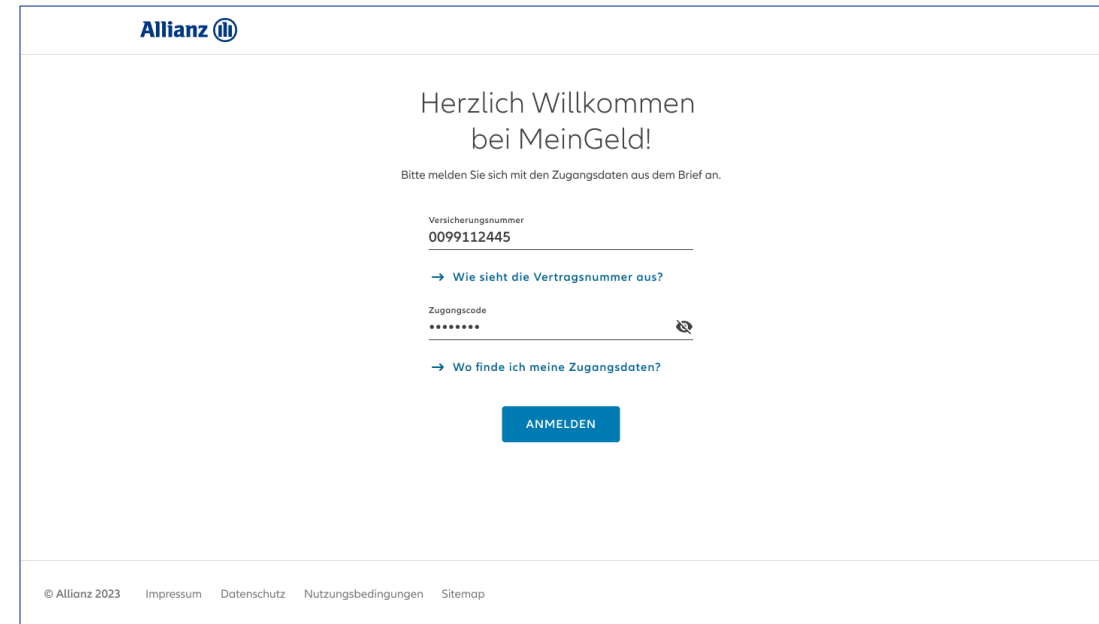 Allianz
Herzlich Willkommen
bei MeinGeld!
Bitte melden Sie sich mit den Zugangsdaten aus dem Brief an.
Versicherungsnummer
0099112445
→ Wie sieht die Vertragsnummer aus?
Zugangscode
••••••••
→ Wo finde ich meine Zugangsdaten?
ANMELDEN
© Allianz 2023 Impressum Datenschutz Nutzungsbedingungen Sitemap